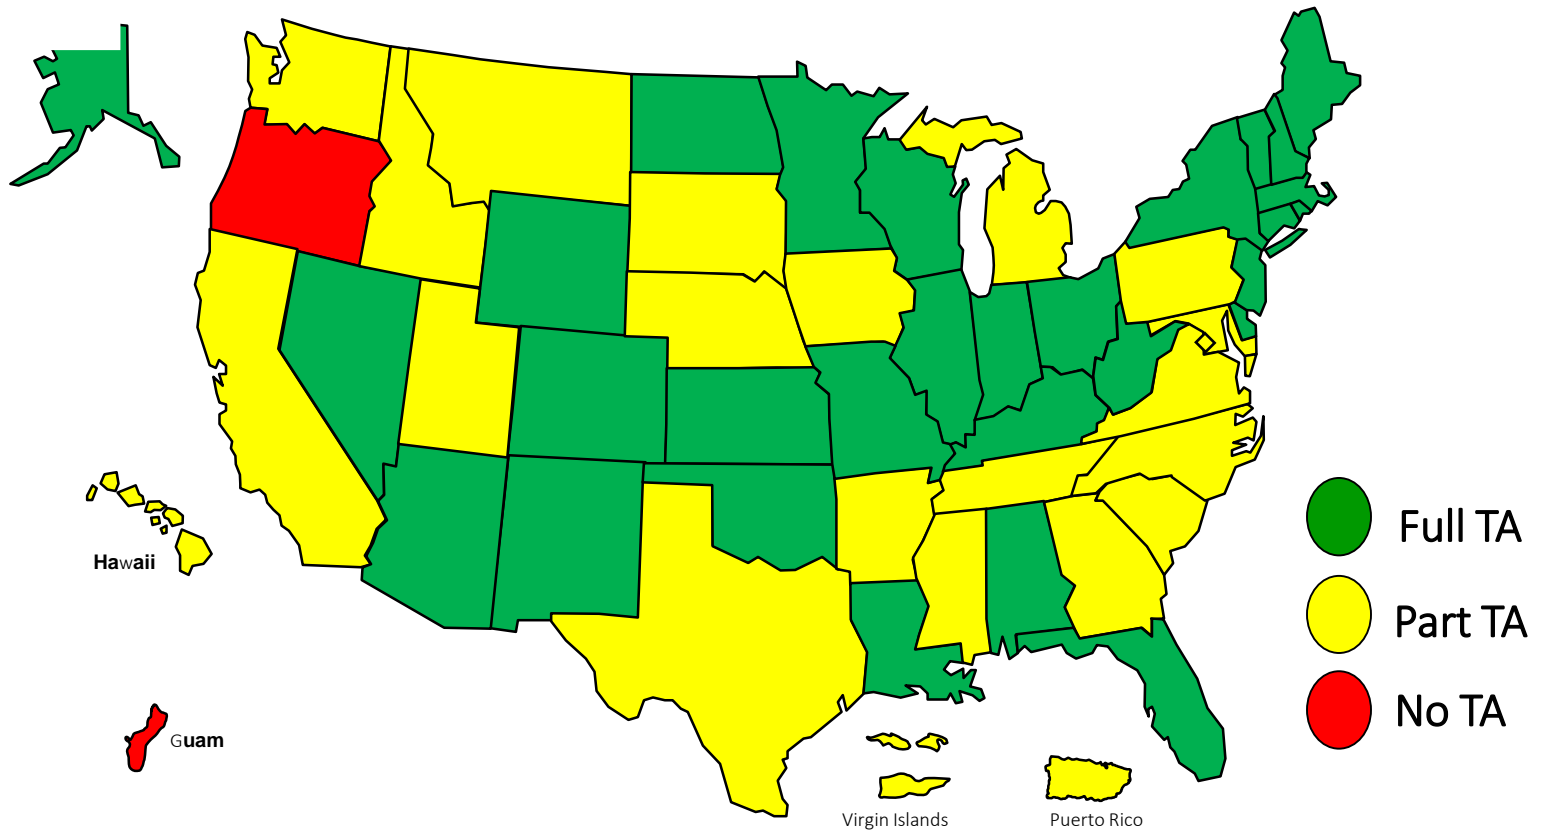 Hawaii
Guam
Virgin Islands
Puerto Rico
Full TA
Part TA
No TA